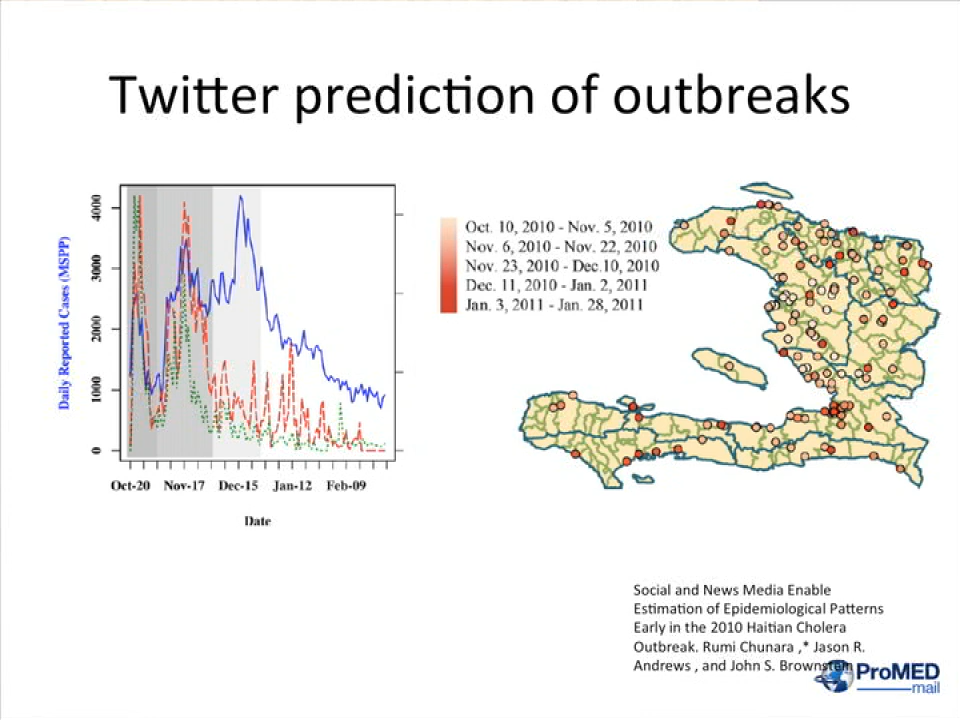 Twitter prediction of outbreaks
Daily Reported Cases (MSPP)
4000
3000
2000
1000
0
Oct-20 Nov-17 Dec-15 Jan-12 Feb-09
Date
Oct. 10, 2010 - Nov. 5, 2010
Nov. 6, 2010 - Nov. 22, 2010
Nov. 23, 2010 - Dec.10, 2010
Dec. 11, 2010 - Jan. 2, 2011
Jan. 3, 2011 - Jan. 28, 2011
Social and News Media Enable
Estimation of Epidemiological Patterns
Early in the 2010 Haitian Cholera
Outbreak. Rumi Chunara ,* Jason R.
Andrews , and John S. Brownstein
ProMED
mail